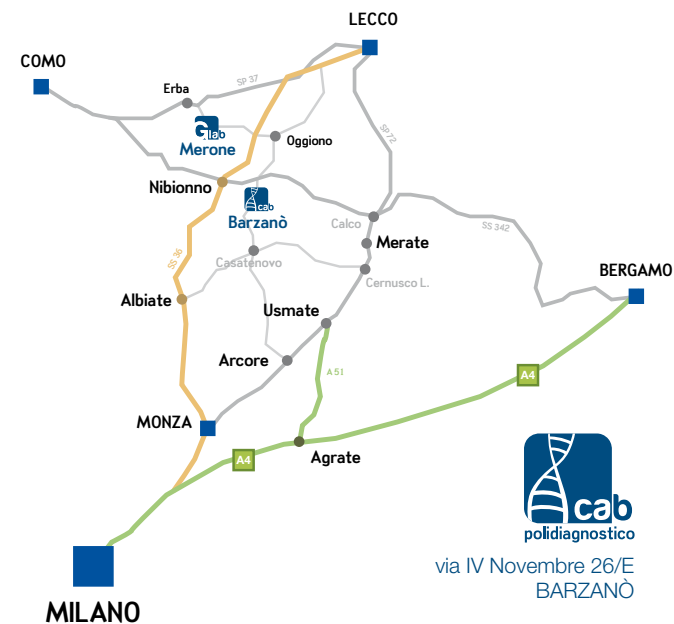 LECCO
COMO
SP 37
Erba
Glab
Merone
Oggiono
SP 72
Nibionno
cab
Barzanò
Calco
SS 342
Merate
SS 36
Casatenovo
Cernusco L.
BERGAMO
Albiate
Usmate
Arcore
A 51
A4
MONZA
A4
Agrate
cab
polidiagnostico
via IV Novembre 26/E
BARZANÒ
MILANO